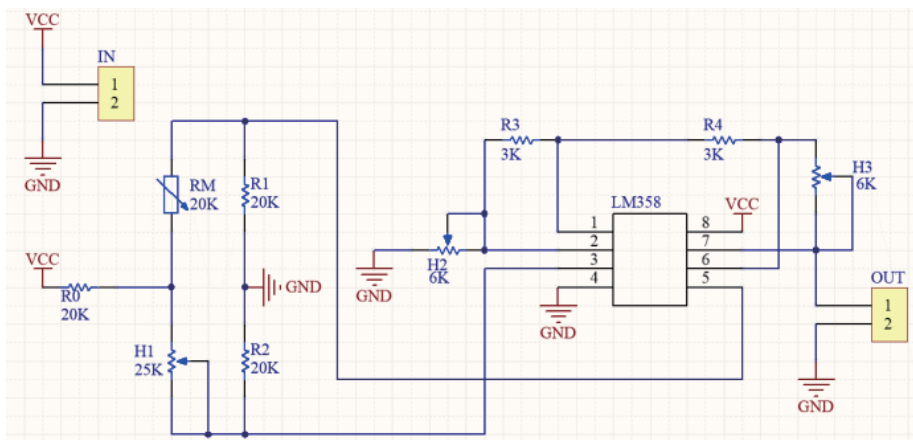 VCC
IN
1
2
GND
RM
20K
R1
20K
VCC
R0
20K
GND
H1
25K
R2
20K
R3
3K
R4
3K
H3
6K
LM358
VCC
1
2
3
4
8
7
6
5
H2
6K
GND
GND
OUT
1
2
GND